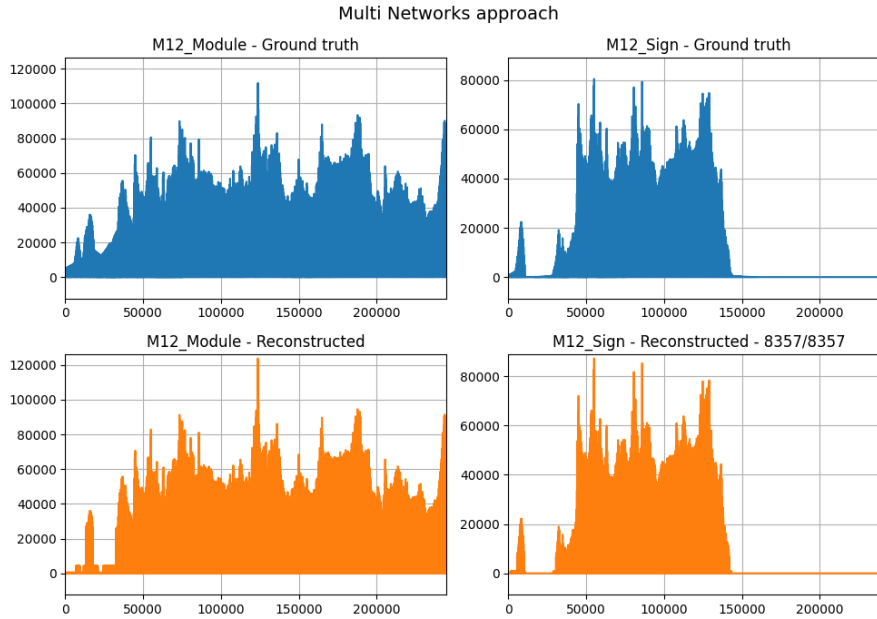 Multi Networks approach
M12_Module - Ground truth
M12_Sign - Ground truth
120000
100000
80000
60000
40000
20000
0
0 50000 100000 150000 200000
80000
60000
40000
20000
0
0 50000 100000 150000 200000
M12_Module - Reconstructed
M12_Sign - Reconstructed - 8357/8357
120000
100000
80000
60000
40000
20000
0
0 50000 100000 150000 200000
80000
60000
40000
20000
0
0 50000 100000 150000 200000